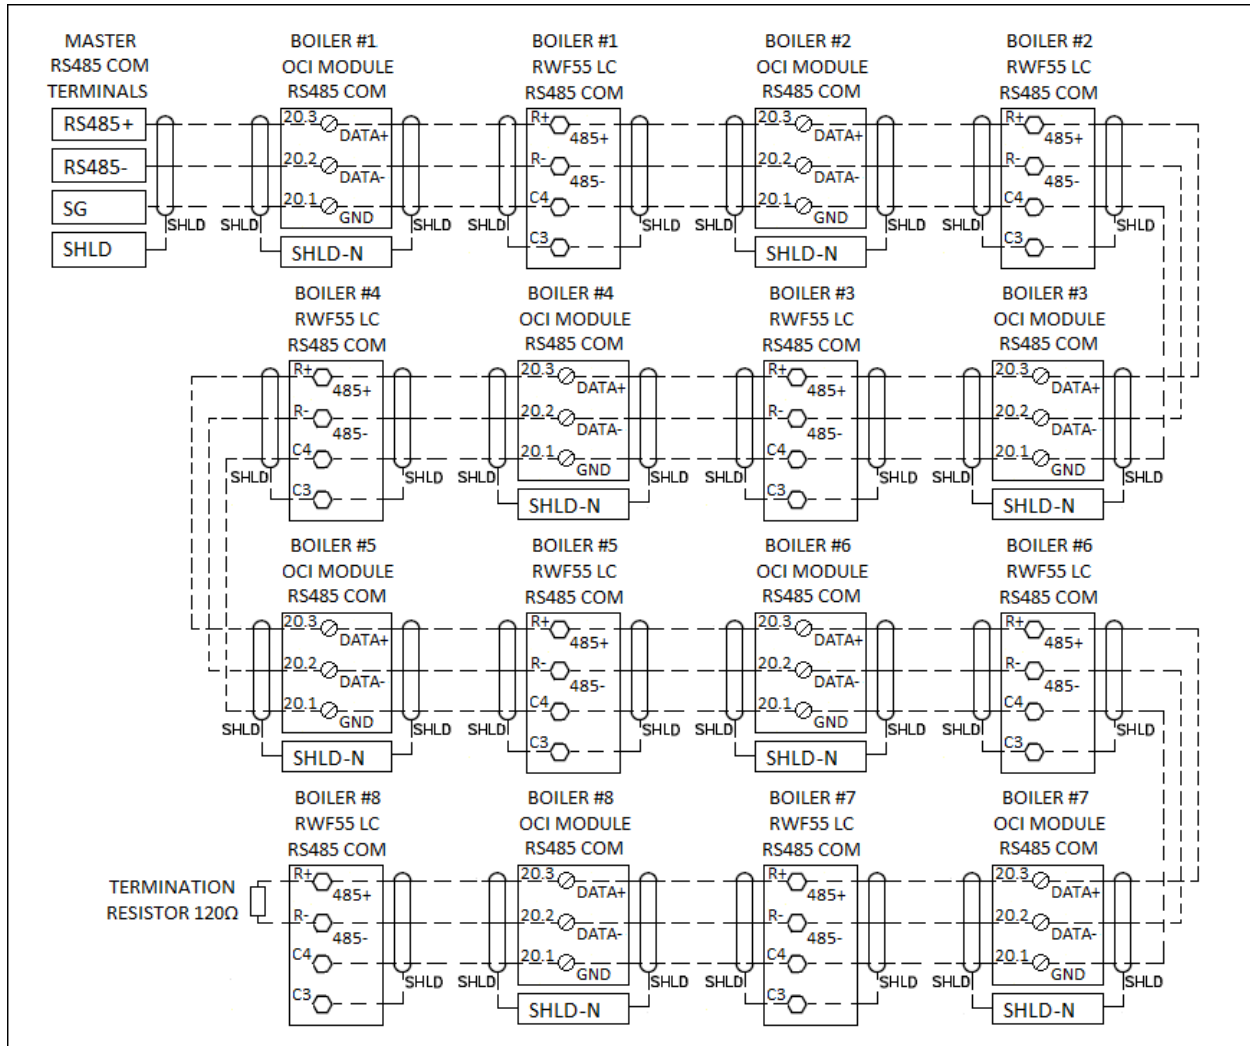 MASTER
RS485 COM
TERMINALS
RS485+
RS485-
SG
SHLD
SHLD
BOILER #1
OCI MODULE
RS485 COM
20.3
DATA+
20.2
DATA-
20.1
GND
SHLD
SHLD
SHLD-N
BOILER #1
RWF55 LC
RS485 COM
R+
485+
R-
485-
C4
C3
SHLD
SHLD
BOILER #2
OCI MODULE
RS485 COM
20.3
DATA+
20.2
DATA-
20.1
GND
SHLD
SHLD
SHLD-N
BOILER #2
RWF55 LC
RS485 COM
R+
485+
R-
485-
C4
C3
SHLD
SHLD
BOILER #4
RWF55 LC
RS485 COM
R+
485+
R-
485-
C4
C3
SHLD
SHLD
BOILER #4
OCI MODULE
RS485 COM
20.3
DATA+
20.2
DATA-
20.1
GND
SHLD
SHLD
SHLD-N
BOILER #3
RWF55 LC
RS485 COM
R+
485+
R-
485-
C4
C3
SHLD
SHLD
BOILER #3
OCI MODULE
RS485 COM
20.3
DATA+
20.2
DATA-
20.1
GND
SHLD
SHLD
SHLD-N
BOILER #5
OCI MODULE
RS485 COM
20.3
DATA+
20.2
DATA-
20.1
GND
SHLD
SHLD
SHLD-N
BOILER #5
RWF55 LC
RS485 COM
R+
485+
R-
485-
C4
C3
SHLD
SHLD
BOILER #6
OCI MODULE
RS485 COM
20.3
DATA+
20.2
DATA-
20.1
GND
SHLD
SHLD
SHLD-N
BOILER #6
RWF55 LC
RS485 COM
R+
485+
R-
485-
C4
C3
SHLD
SHLD
TERMINATION
RESISTOR 120Ω
BOILER #8
RWF55 LC
RS485 COM
R+
485+
R-
485-
C4
C3
SHLD
BOILER #8
OCI MODULE
RS485 COM
20.3
DATA+
20.2
DATA-
20.1
GND
SHLD
SHLD
SHLD-N
BOILER #7
RWF55 LC
RS485 COM
R+
485+
R-
485-
C4
C3
SHLD
SHLD
BOILER #7
OCI MODULE
RS485 COM
20.3
DATA+
20.2
DATA-
20.1
GND
SHLD
SHLD
SHLD-N